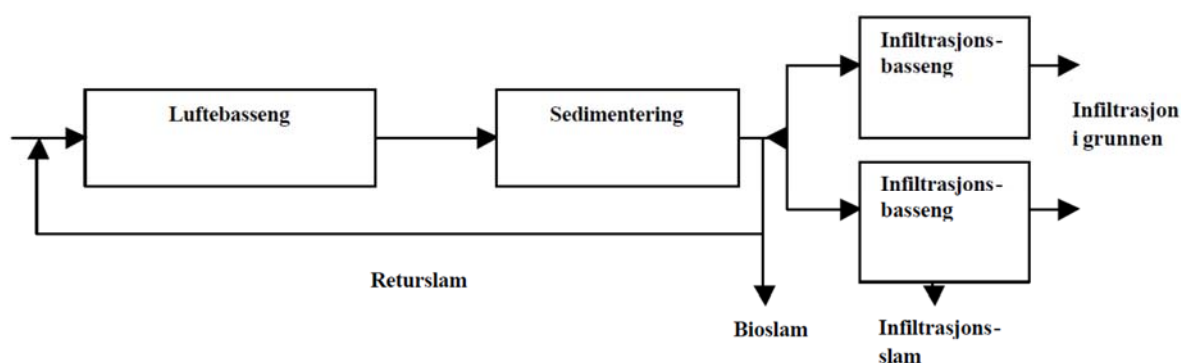 Luftebasseng
Sedimentering
Infiltrasjons-
basseng
Infiltrasjon
i grunnen
Infiltrasjons-
basseng
Returslam
Bioslam
Infiltrasjons-
slam